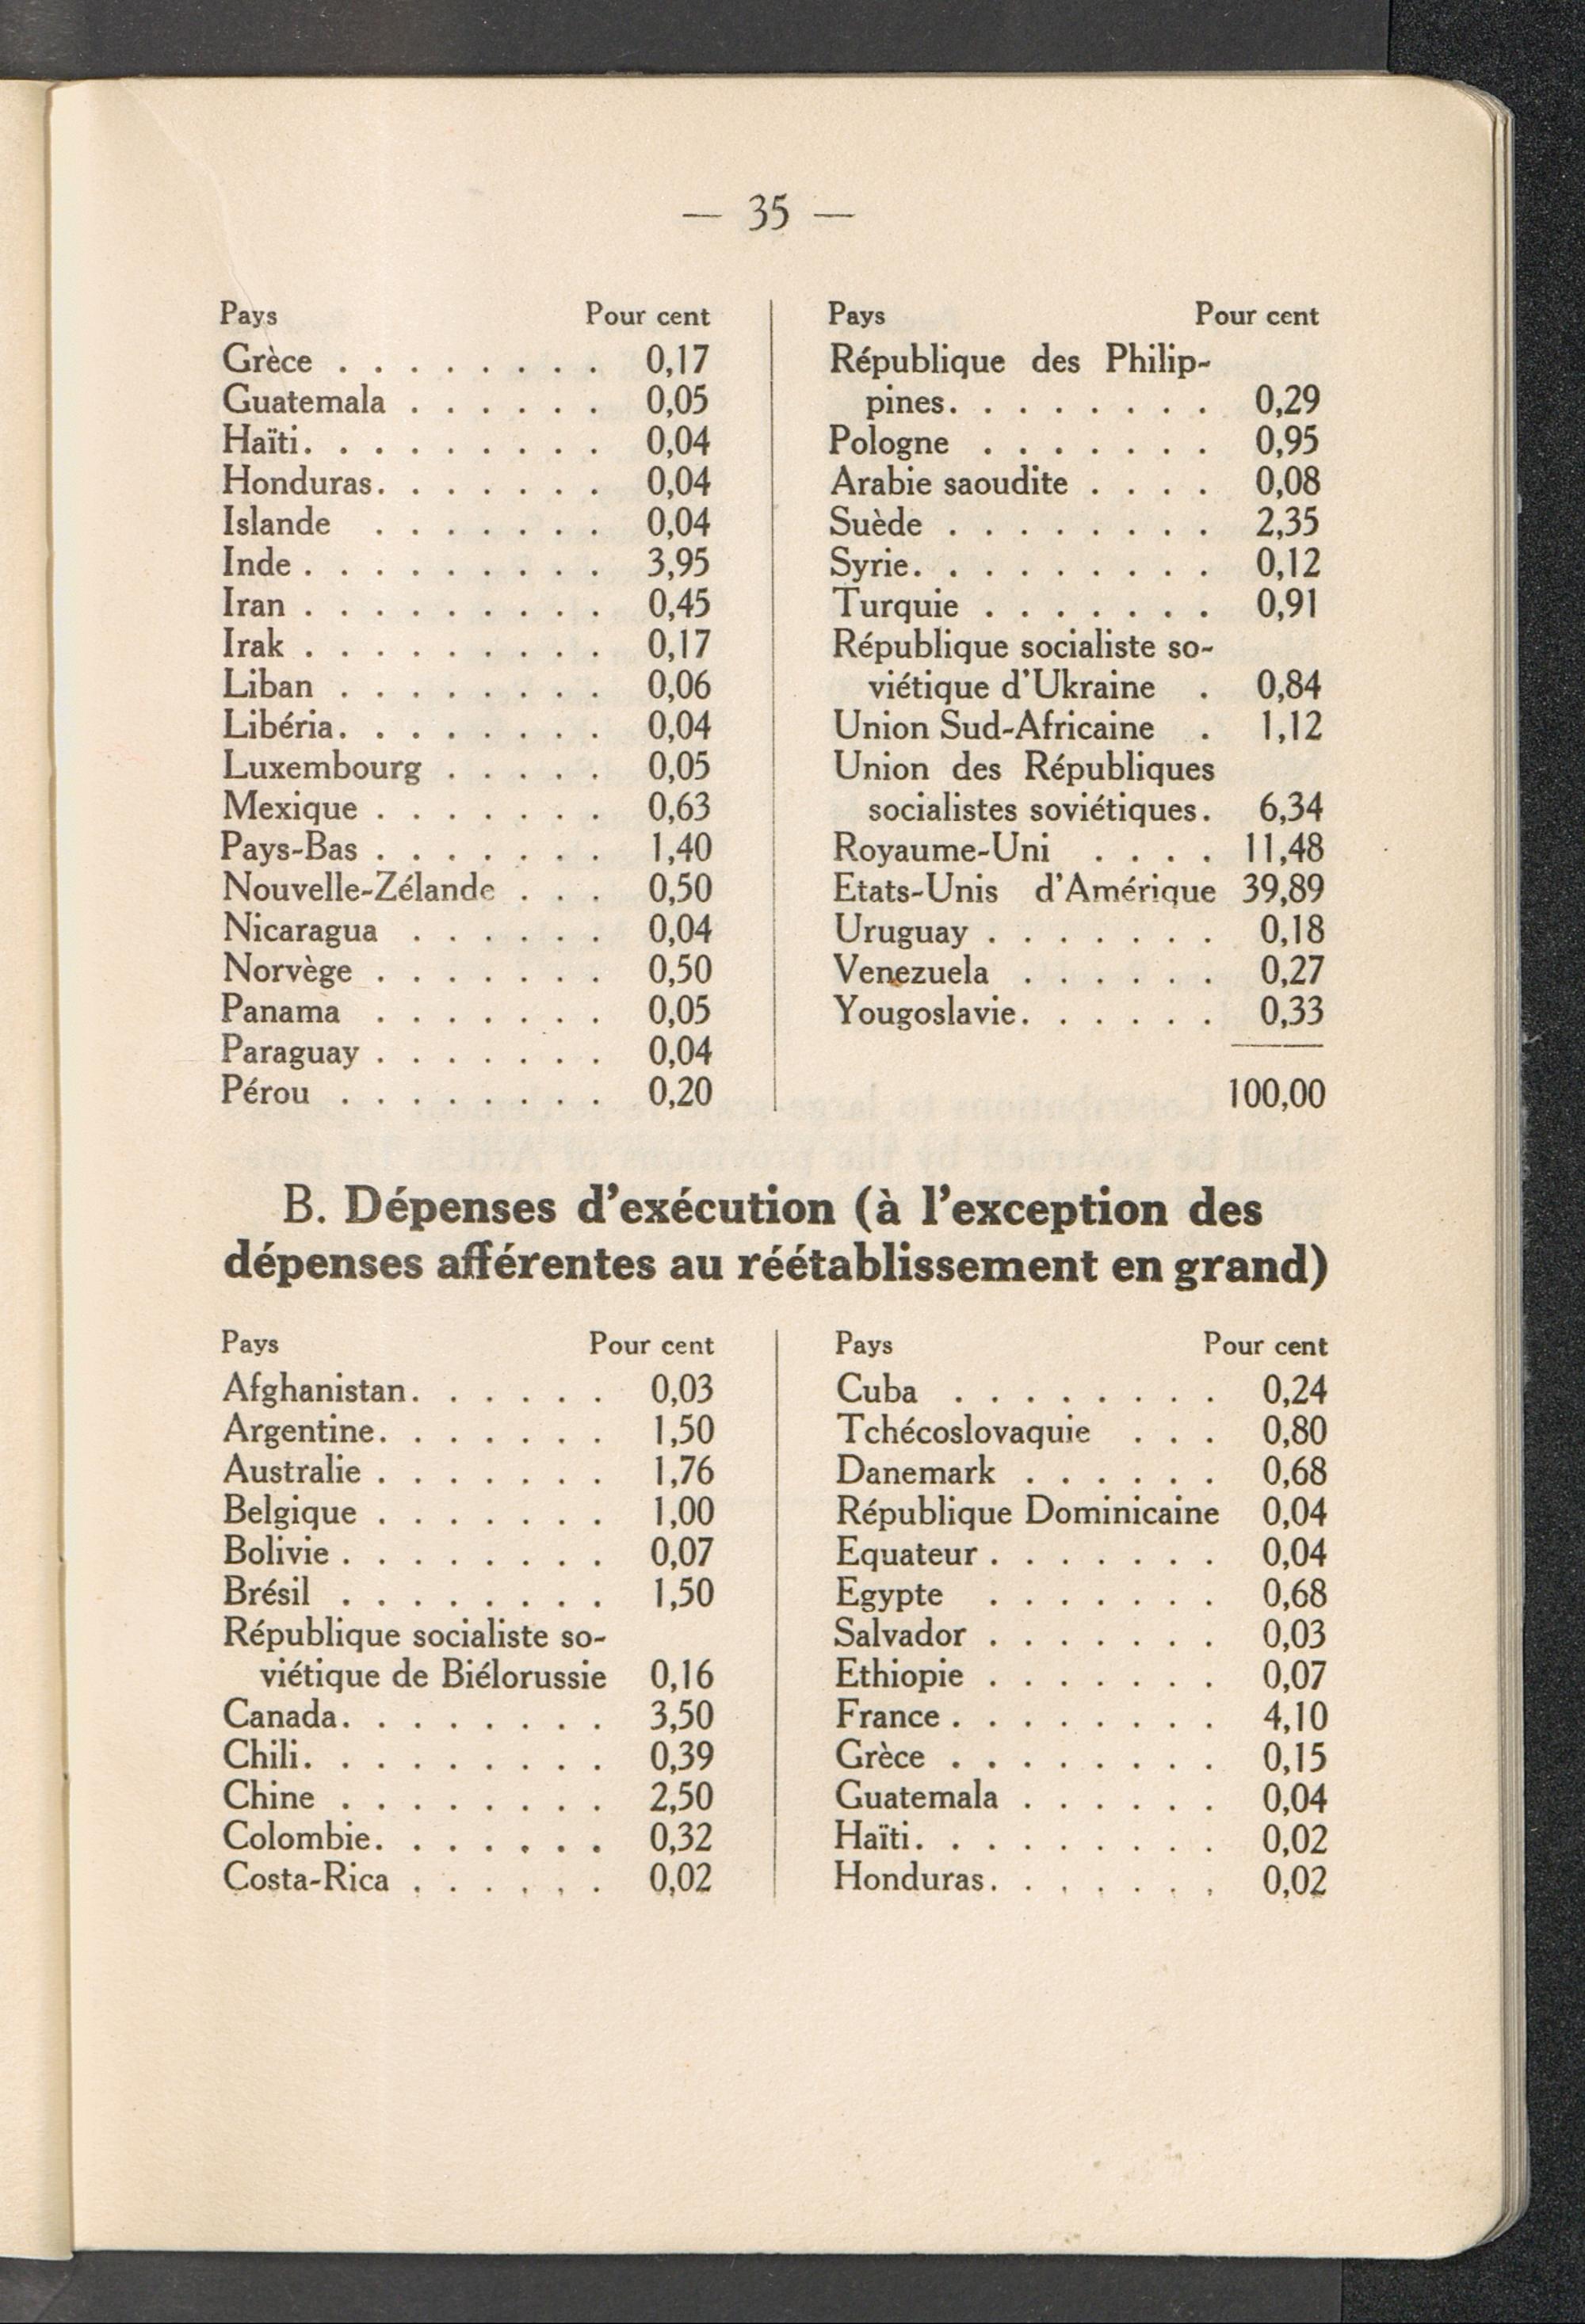 — 35 —
Pays Pour cent
Grèce . . . . . . . . 0,17
Guatemala . . . . . . 0,05
Haïti. . . . . . . . . 0,04
Honduras. . . . . . . 0,04
Islande . . . . . . . 0,04
Inde . . . . . . . . . 3,95
Iran . . . . . . . . . 0,45
Irak . . . . . . . . . 0,17
Liban . . . . . . . . 0,06
Libéria. . . . . . . . 0,04
Luxembourg . . . . . 0,05
Mexique . . . . . . . 0,63
Pays-Bas . . . . . . . 1,40
Nouvelle-Zélande . . . 0,50
Nicaragua . . . . . . 0,04
Norvège . . . . . . . 0,50
Panama . . . . . . . 0,05
Paraguay . . . . . . . 0,04
Pérou . . . . . . . . 0,20
Pays Pour cent
République des Philip-
pines. . . . . . . . 0,29
Pologne . . . . . . . 0,95
Arabie saoudite . . . . 0,08
Suède . . . . . . . . 2,35
Syrie. . . . . . . . . 0,12
Turquie . . . . . . . 0,91
République socialiste so-
viétique d'Ukraine . 0,84
Union Sud-Africaine . 1,12
Union des Républiques
socialistes soviétiques. 6,34
Royaume-Uni . . . . 11,48
Etats-Unis d'Amérique 39,89
Uruguay . . . . . . . 0,18
Venezuela . . . . . . 0,27
Yougoslavie. . . . . . 0,33
100,00
B. Dépenses d'exécution (à l'exception des
dépenses afférentes au réétablissement en grand)
Pays Pour cent
Afghanistan. . . . . . 0,03
Argentine. . . . . . . 1,50
Australie . . . . . . . 1,76
Belgique . . . . . . . 1,00
Bolivie . . . . . . . . 0,07
Brésil . . . . . . . . 1,50
République socialiste so-
viétique de Biélorussie 0,16
Canada. . . . . . . . 3,50
Chili. . . . . . . . . 0,39
Chine . . . . . . . . 2,50
Colombie. . . . . . . 0,32
Costa-Rica . . . . . . 0,02
Pays Pour cent
Cuba . . . . . . . . 0,24
Tchécoslovaquie . . . 0,80
Danemark . . . . . . 0,68
République Dominicaine 0,04
Equateur . . . . . . . 0,04
Egypte . . . . . . . 0,68
Salvador . . . . . . . 0,03
Ethiopie . . . . . . . 0,07
France . . . . . . . . 4,10
Grèce . . . . . . . . 0,15
Guatemala . . . . . . 0,04
Haïti. . . . . . . . . 0,02
Honduras. . . . . . . 0,02